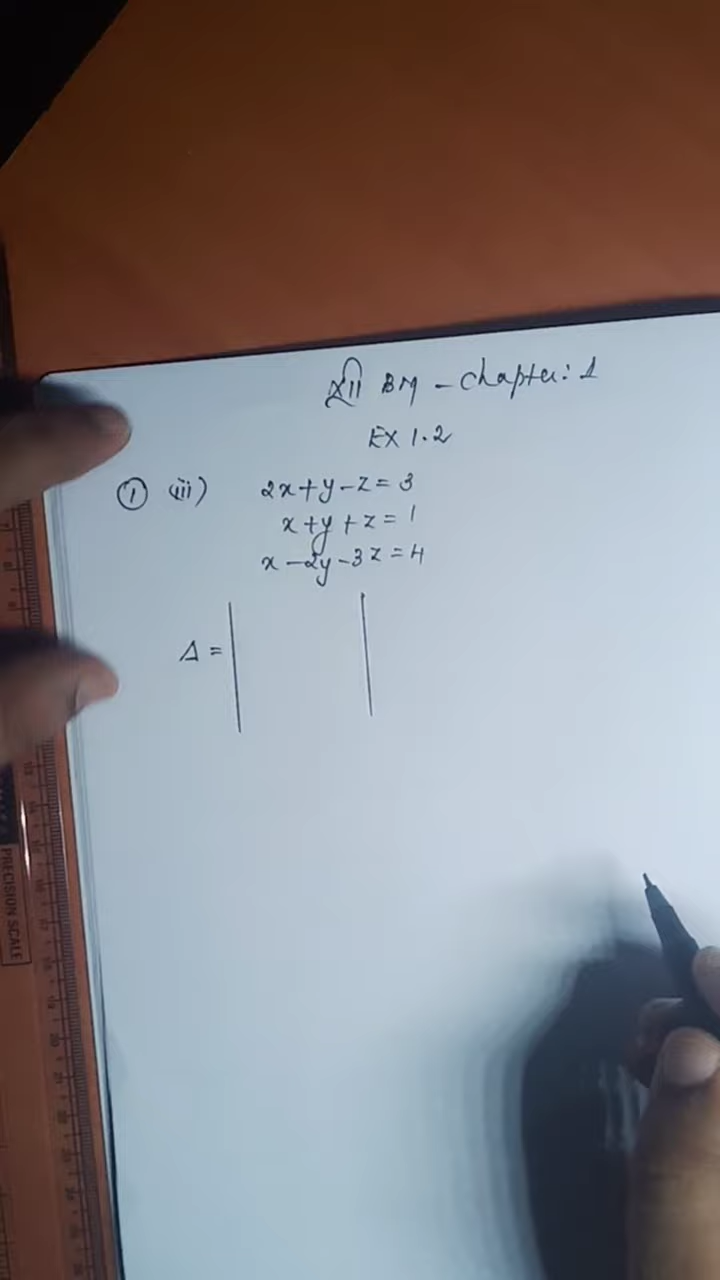 XII BM - chapter: 1
EX 1.2
① iii) 2x+y-z=3
x+y+z=1
x-2y-3z=4
Δ = | |
PRECISION SCALE